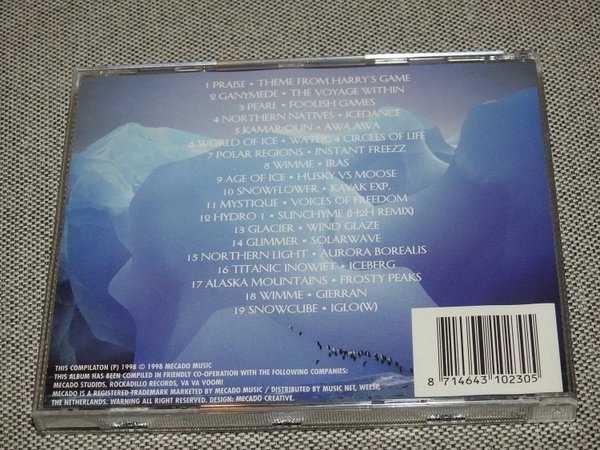 1 PRAISE • THEME FROM HARRY'S GAME
2 GANYMEDE • THE VOYAGE WITHIN
3 PEARL • FOOLISH GAMES
4 NORTHERN NATIVES • ICEDANCE
5 KAMAR OUN • AWA AWA
6 WORLD OF ICE • WATER, 4 CIRCLES OF LIFE
7 POLAR REGIONS • INSTANT FREEZZ
8 WIMME • IRAS
9 AGE OF ICE • HUSKY VS MOOSE
10 SNOWFLOWER • KAYAK EXP.
11 MYSTIQUE • VOICES OF FREEDOM
12 HYDRO 1 • SUNCHYME (H2H REMIX)
13 GLACIER • WIND GLAZE
14 GLIMMER • SOLARWAVE
15 NORTHERN LIGHT • AURORA BOREALIS
16 TITANIC INOWIET • ICEBERG
17 ALASKA MOUNTAINS • FROSTY PEAKS
18 WIMME • GIERRAN
19 SNOWCUBE • IGLO(W)
THIS COMPILATON (P) 1998 © 1998 MECADO MUSIC
THIS ALBUM HAS BEEN COMPILED IN FRIENDLY CO-OPERATION WITH THE FOLLOWING COMPANIES:
MECADO STUDIOS, ROCKADILLO RECORDS, VA VA VOOM!
MECADO IS A REGISTERED-TRADEMARK MARKETED BY MECADO MUSIC / DISTRIBUTED BY MUSIC NET, WEESP,
THE NETHERLANDS. WARNING ALL RIGHT RESERVED. DESIGN: MECADO CREATIVE.
8 714643 102305